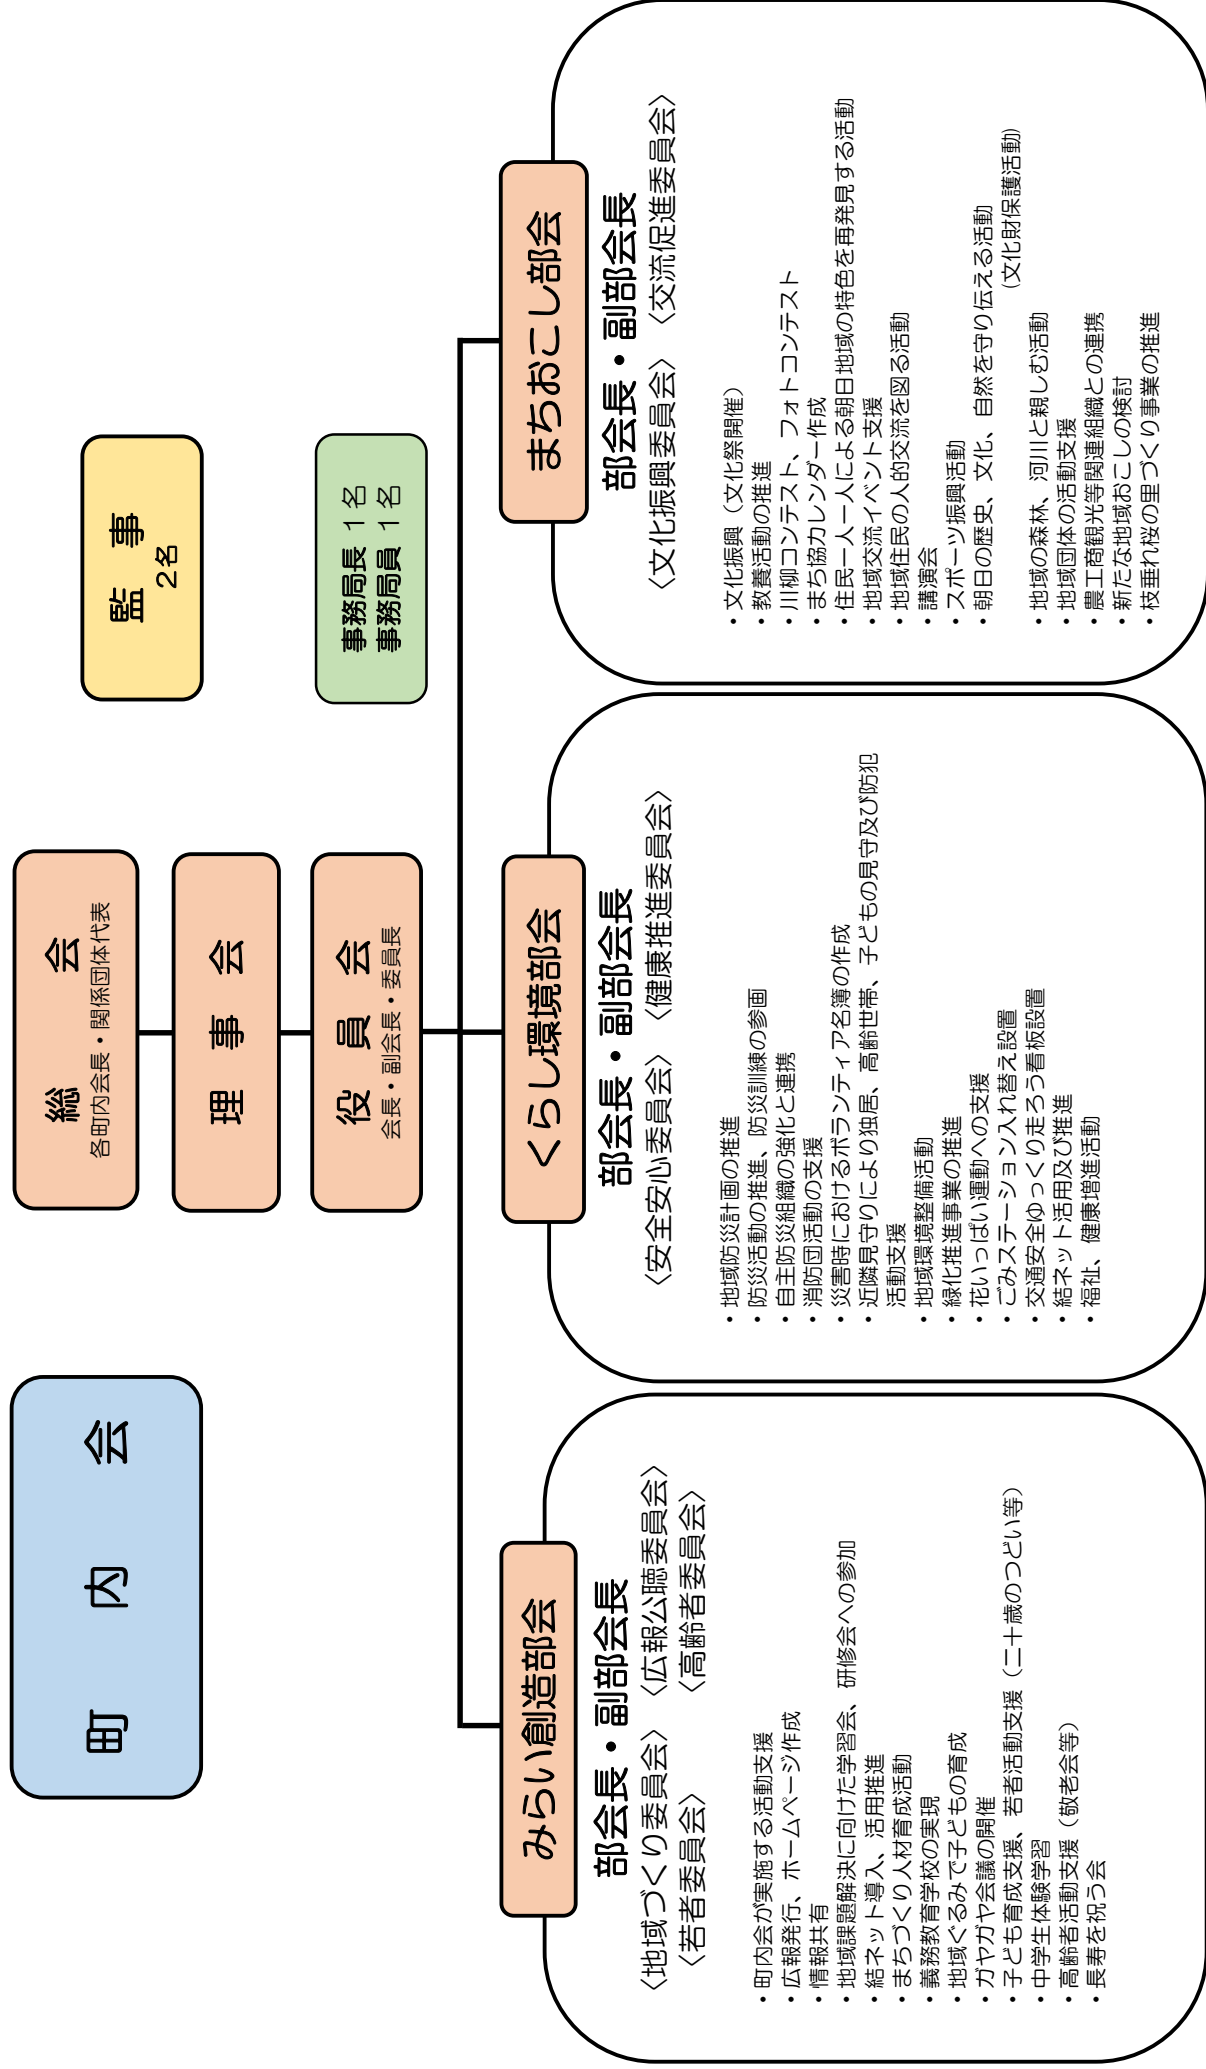 町　内　会
総　　　会
各町内会長・関係団体代表
理　事　会
役　員　会
会長・副会長・委員長
監　事
2名
事務局長　1名
事務局員　1名
みらい創造部会
部会長・副部会長
〈地域づくり委員会〉　〈広報公聴委員会〉
〈若者委員会〉　　　　〈高齢者委員会〉
・町内会が実施する活動支援
・広報発行、ホームページ作成
・情報共有
・地域課題解決に向けた学習会、研修会への参加
・結ネット導入、活用推進
・まちづくり人材育成活動
・義務教育学校の実現
・地域ぐるみで子どもの育成
・ガヤガヤ会議の開催
・子ども育成支援、若者活動支援（二十歳のつどい等）
・中学生体験学習
・高齢者活動支援（敬老会等）
・長寿を祝う会
くらし環境部会
部会長・副部会長
〈安全安心委員会〉　〈健康推進委員会〉
・地域防災計画の推進
・防災活動の推進、防災訓練の参画
・自主防災組織の強化と連携
・消防団活動の支援
・災害時におけるボランティア名簿の作成
・近隣見守りにより独居、高齢世帯、子どもの見守及び防犯
活動支援
・地域環境整備活動
・緑化推進事業の推進
・花いっぱい運動への支援
・ごみステーション入れ替え設置
・交通安全ゆっくり走ろう看板設置
・結ネット活用及び推進
・福祉、健康増進活動
まちおこし部会
部会長・副部会長
〈文化振興委員会〉　〈交流促進委員会〉
・文化振興（文化祭開催）
・教養活動の推進
・川柳コンテスト、フォトコンテスト
・まち協カレンダー作成
・住民一人一人による朝日地域の特色を再発見する活動
・地域交流イベント支援
・地域住民の人的交流を図る活動
・講演会
・スポーツ振興活動
・朝日の歴史、文化、自然を守り伝える活動
(文化財保護活動)
・地域の森林、河川と親しむ活動
・地域団体の活動支援
・農工商観光等関連組織との連携
・新たな地域おこしの検討
・枝垂れ桜の里づくり事業の推進